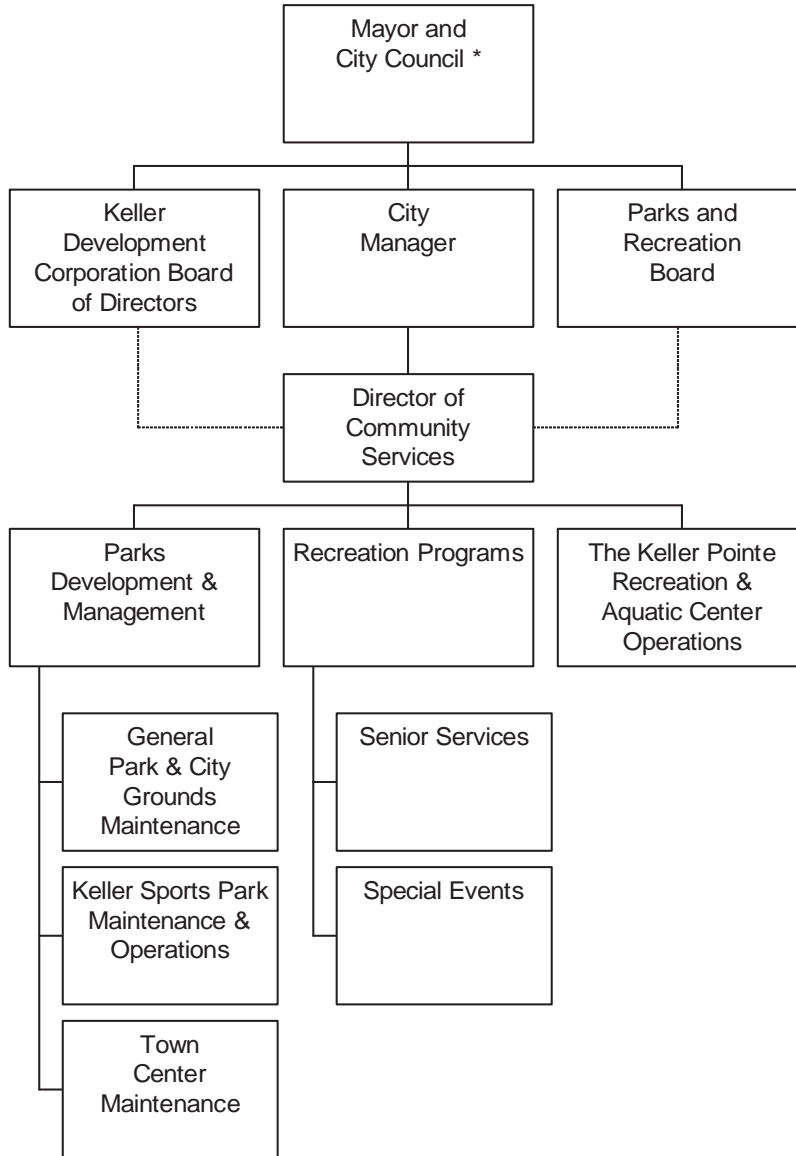 Mayor and
City Council *
Keller
Development
Corporation Board
of Directors
City
Manager
Parks and
Recreation
Board
Director of
Community
Services
Parks
Development &
Management
Recreation Programs
The Keller Pointe
Recreation &
Aquatic Center
Operations
General
Park & City
Grounds
Maintenance
Senior Services
Keller Sports Park
Maintenance &
Operations
Special Events
Town
Center
Maintenance